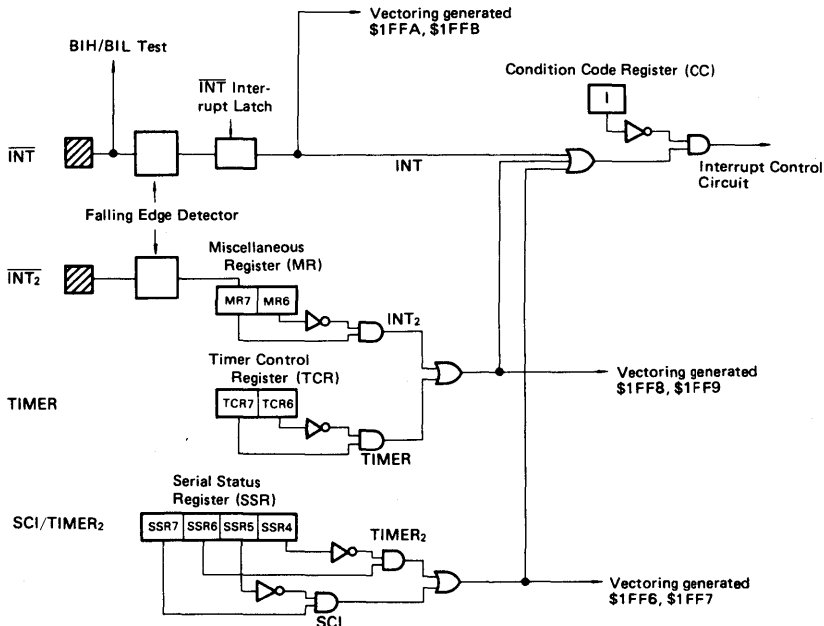 Vectoring generated
$1FFA, $1FFB
BIH/BIL Test
INT Inter-
rupt Latch
Condition Code Register (CC)
I
INT
INT
Interrupt Control
Circuit
Falling Edge Detector
Miscellaneous
Register (MR)
INT₂
MR7 MR6
INT₂
Timer Control
Register (TCR)
Vectoring generated
$1FF8, $1FF9
TIMER
TCR7 TCR6
TIMER
Serial Status
Register (SSR)
SCI/TIMER₂
SSR7 SSR6 SSR5 SSR4
TIMER₂
Vectoring generated
$1FF6, $1FF7
SCI